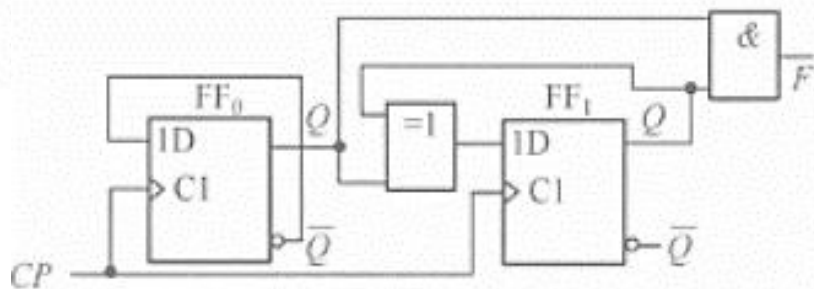 &
F
FF₀
Q
=1
FF₁
Q
1D
1D
C1
C1
Q̅
Q̅
CP